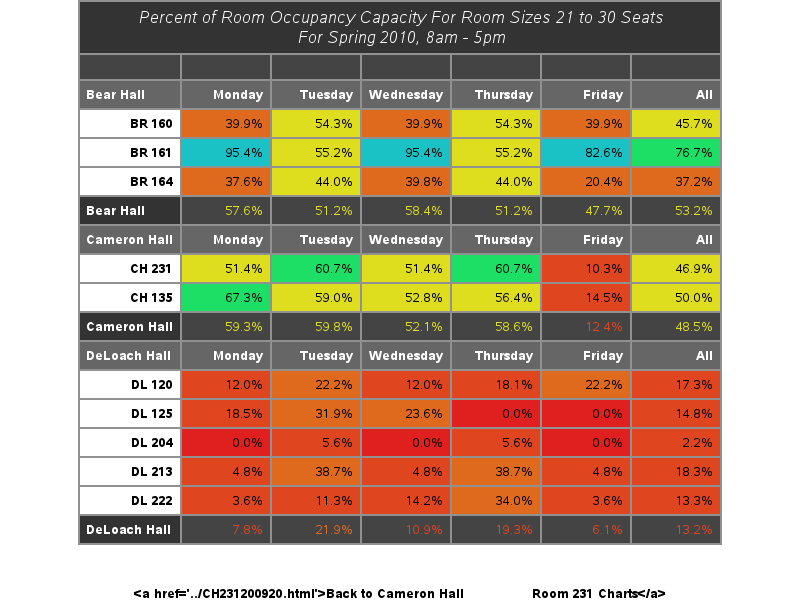 Percent of Room Occupancy Capacity For Room Sizes 21 to 30 Seats
For Spring 2010, 8am - 5pm
Bear Hall Monday Tuesday Wednesday Thursday Friday All
BR 160 39.9% 54.3% 39.9% 54.3% 39.9% 45.7%
BR 161 95.4% 55.2% 95.4% 55.2% 82.6% 76.7%
BR 164 37.6% 44.0% 39.8% 44.0% 20.4% 37.2%
Bear Hall 57.6% 51.2% 58.4% 51.2% 47.7% 53.2%
Cameron Hall Monday Tuesday Wednesday Thursday Friday All
CH 231 51.4% 60.7% 51.4% 60.7% 10.3% 46.9%
CH 135 67.3% 59.0% 52.8% 56.4% 14.5% 50.0%
Cameron Hall 59.3% 59.8% 52.1% 58.6% 12.4% 48.5%
DeLoach Hall Monday Tuesday Wednesday Thursday Friday All
DL 120 12.0% 22.2% 12.0% 18.1% 22.2% 17.3%
DL 125 18.5% 31.9% 23.6% 0.0% 0.0% 14.8%
DL 204 0.0% 5.6% 0.0% 5.6% 0.0% 2.2%
DL 213 4.8% 38.7% 4.8% 38.7% 4.8% 18.3%
DL 222 3.6% 11.3% 14.2% 34.0% 3.6% 13.3%
DeLoach Hall 7.8% 21.9% 10.9% 19.3% 6.1% 13.2%
<a href='../CH231200920.html'>Back to Cameron Hall Room 231 Charts</a>